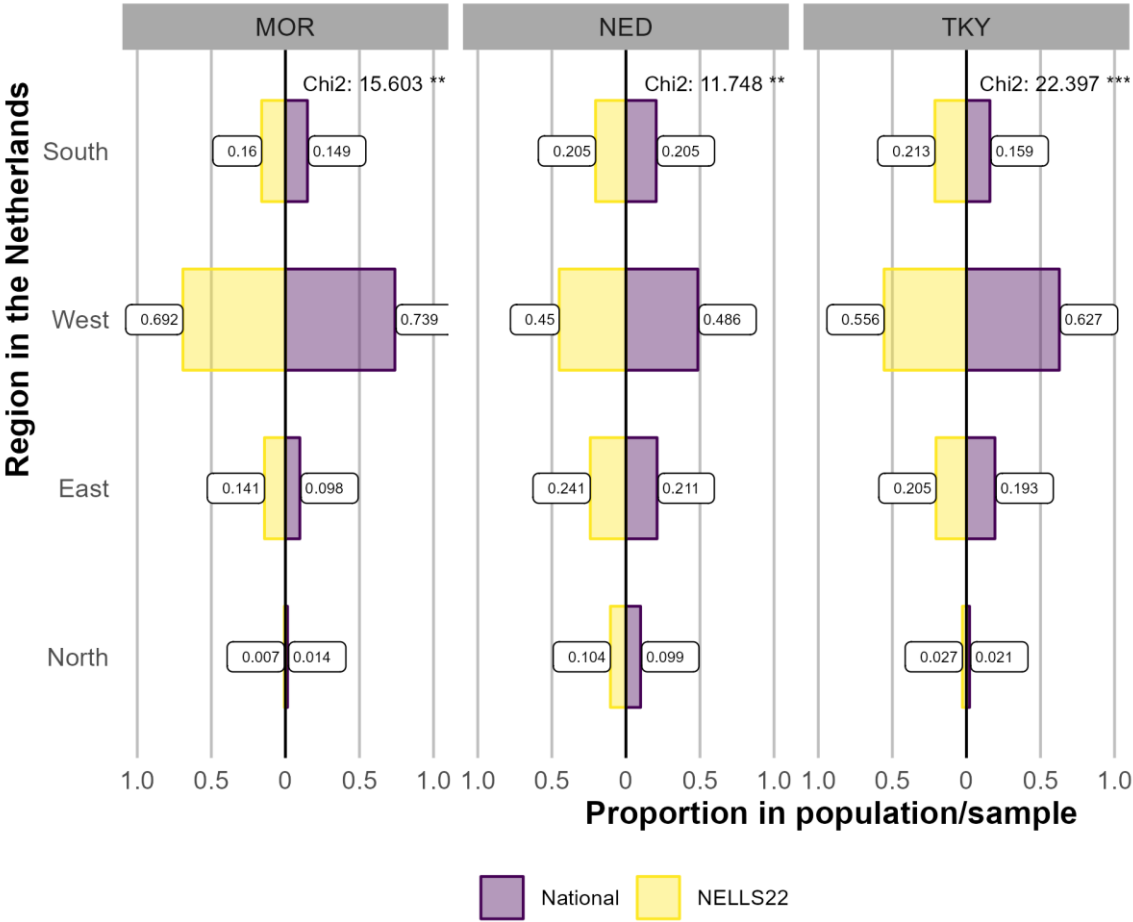 MOR NED TKY
Chi2: 15.603 ** Chi2: 11.748 ** Chi2: 22.397 ***
Region in the Netherlands
South 0.16 0.149 0.205 0.205 0.213 0.159
West 0.692 0.739 0.45 0.486 0.556 0.627
East 0.141 0.098 0.241 0.211 0.205 0.193
North 0.007 0.014 0.104 0.099 0.027 0.021
1.0 0.5 0 0.5 1.0 1.0 0.5 0 0.5 1.0 1.0 0.5 0 0.5 1.0
Proportion in population/sample
National NELLS22